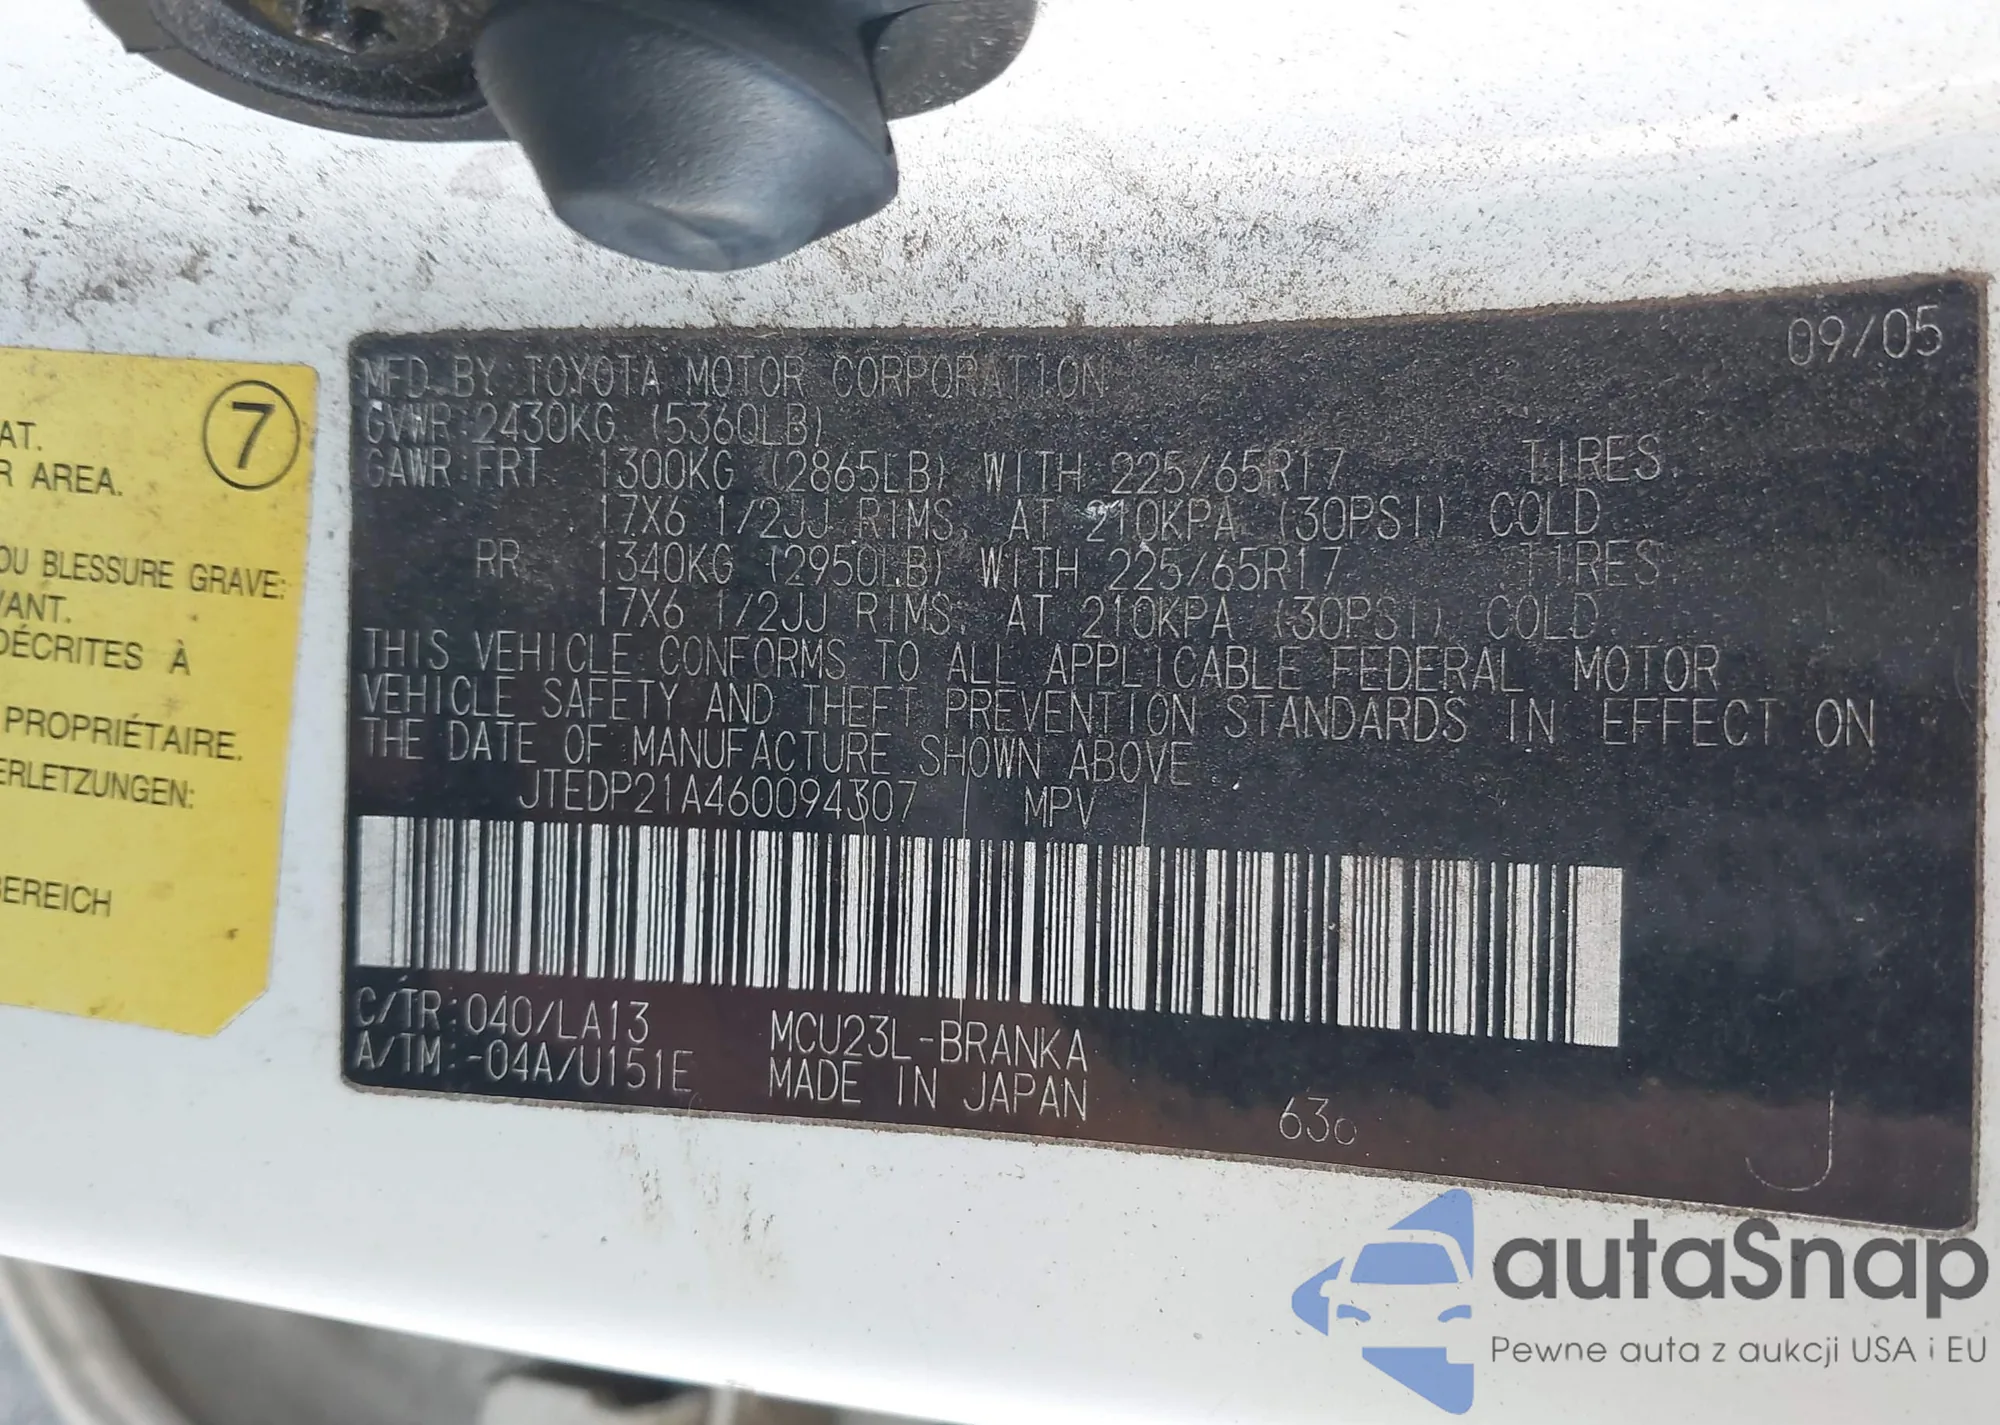 7
AT.
R AREA.
OU BLESSURE GRAVE:
VANT.
DÉCRITES À
PROPRIÉTAIRE.
ERLETZUNGEN:
BEREICH
09/05
MFD BY TOYOTA MOTOR CORPORATION
GVWR 2430KG (5360LB)
GAWR FRT 1300KG (2865LB) WITH 225/65R17 TIRES,
17X6 1/2JJ RIMS, AT 210KPA (30PSI) COLD
RR 1340KG (2950LB) WITH 225/65R17 TIRES,
17X6 1/2JJ RIMS, AT 210KPA (30PSI) COLD
THIS VEHICLE CONFORMS TO ALL APPLICABLE FEDERAL MOTOR
VEHICLE SAFETY AND THEFT PREVENTION STANDARDS IN EFFECT ON
THE DATE OF MANUFACTURE SHOWN ABOVE
JTEDP21A460094307 MPV
C/TR:040/LA13 MCU23L-BRANKA
A/TM:-04A/U151E MADE IN JAPAN
630
J
autaSnap
Pewne auta z aukcji USA i EU